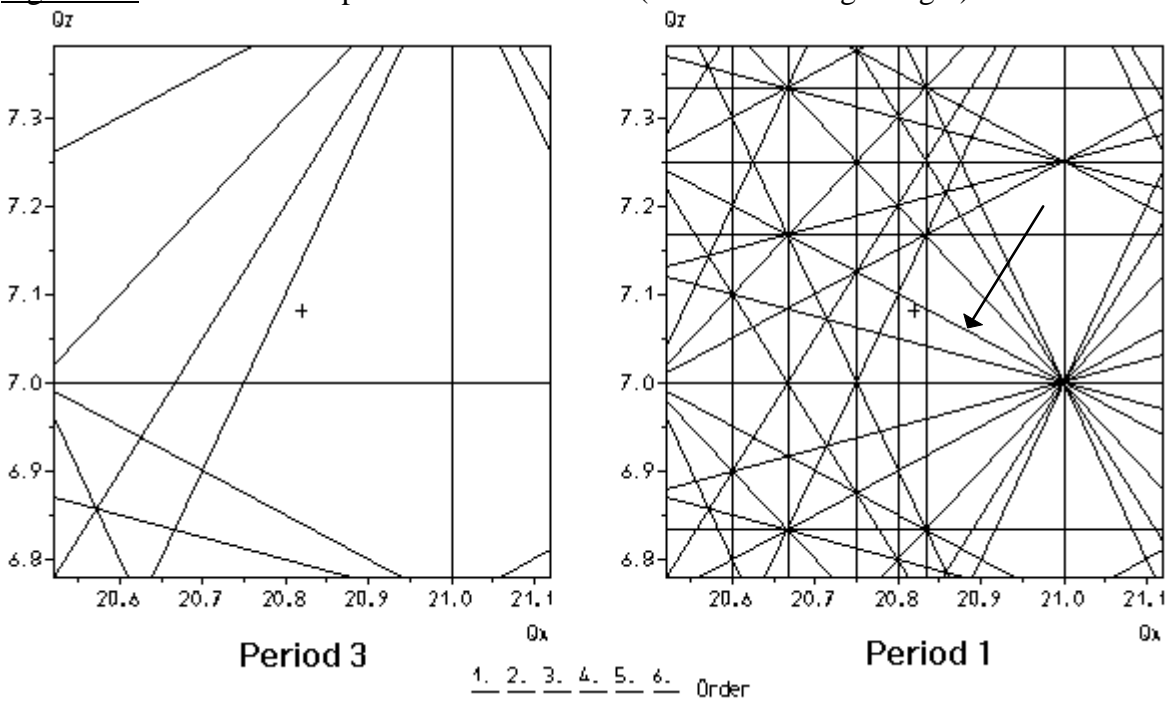 Qz Qz
7.3 7.3
7.2 7.2
7.1 7.1
7.0 7.0
6.9 6.9
6.8 6.8
20.6 20.7 20.8 20.9 21.0 21.1 20.6 20.7 20.8 20.9 21.0 21.1
Qx Qx
Period 3 Period 1
1. 2. 3. 4. 5. 6. Order